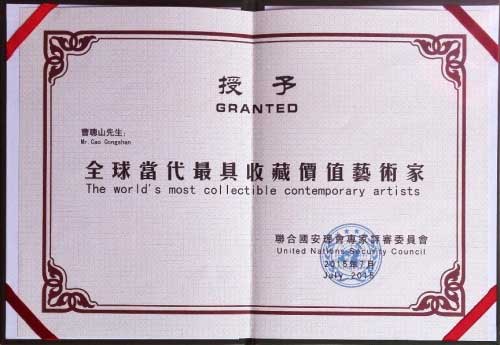 授予
GRANTED
曹聰山先生：
Mr.Cao Congshan
全球當代最具收藏價值藝術家
The world's most collectible contemporary artists
聯合國安理會專家評審委員會
United Nations Security Council
2015年7月
July 2015